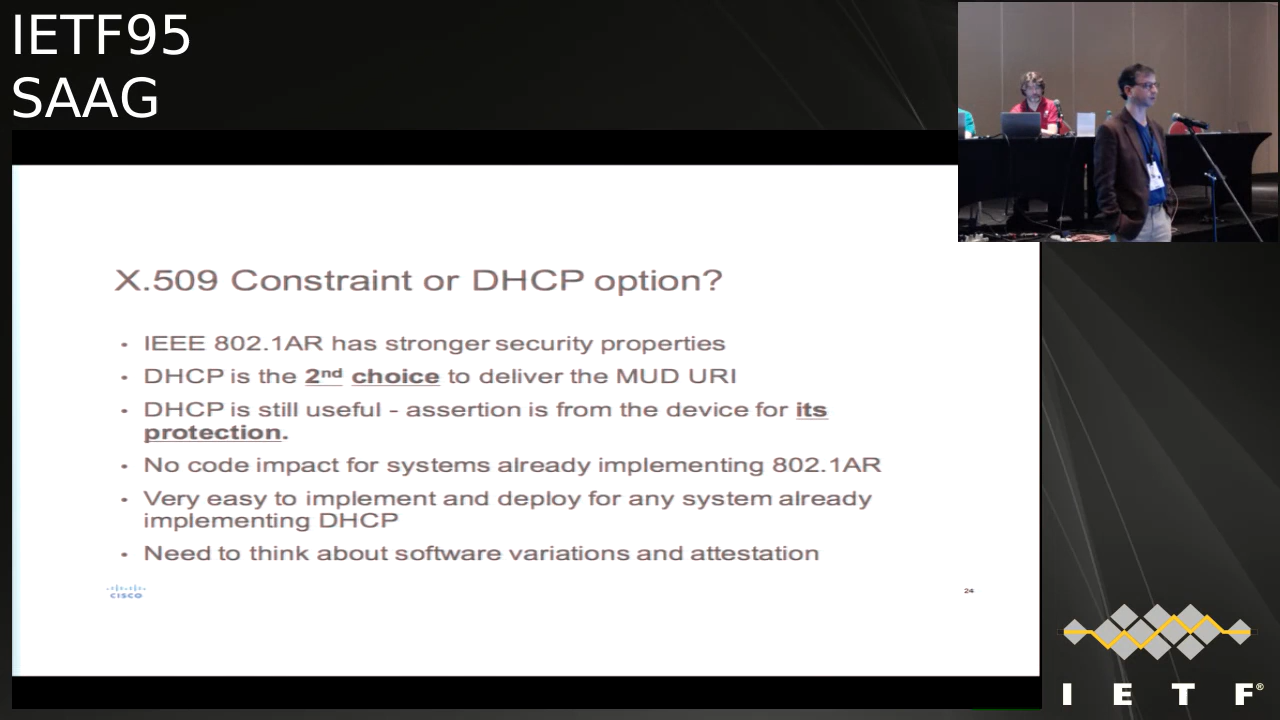 IETF95
SAAG
X.509 Constraint or DHCP option?
• IEEE 802.1AR has stronger security properties
• DHCP is the 2nd choice to deliver the MUD URI
• DHCP is still useful - assertion is from the device for its
protection.
• No code impact for systems already implementing 802.1AR
• Very easy to implement and deploy for any system already
implementing DHCP
• Need to think about software variations and attestation
CISCO
24
I E T F®